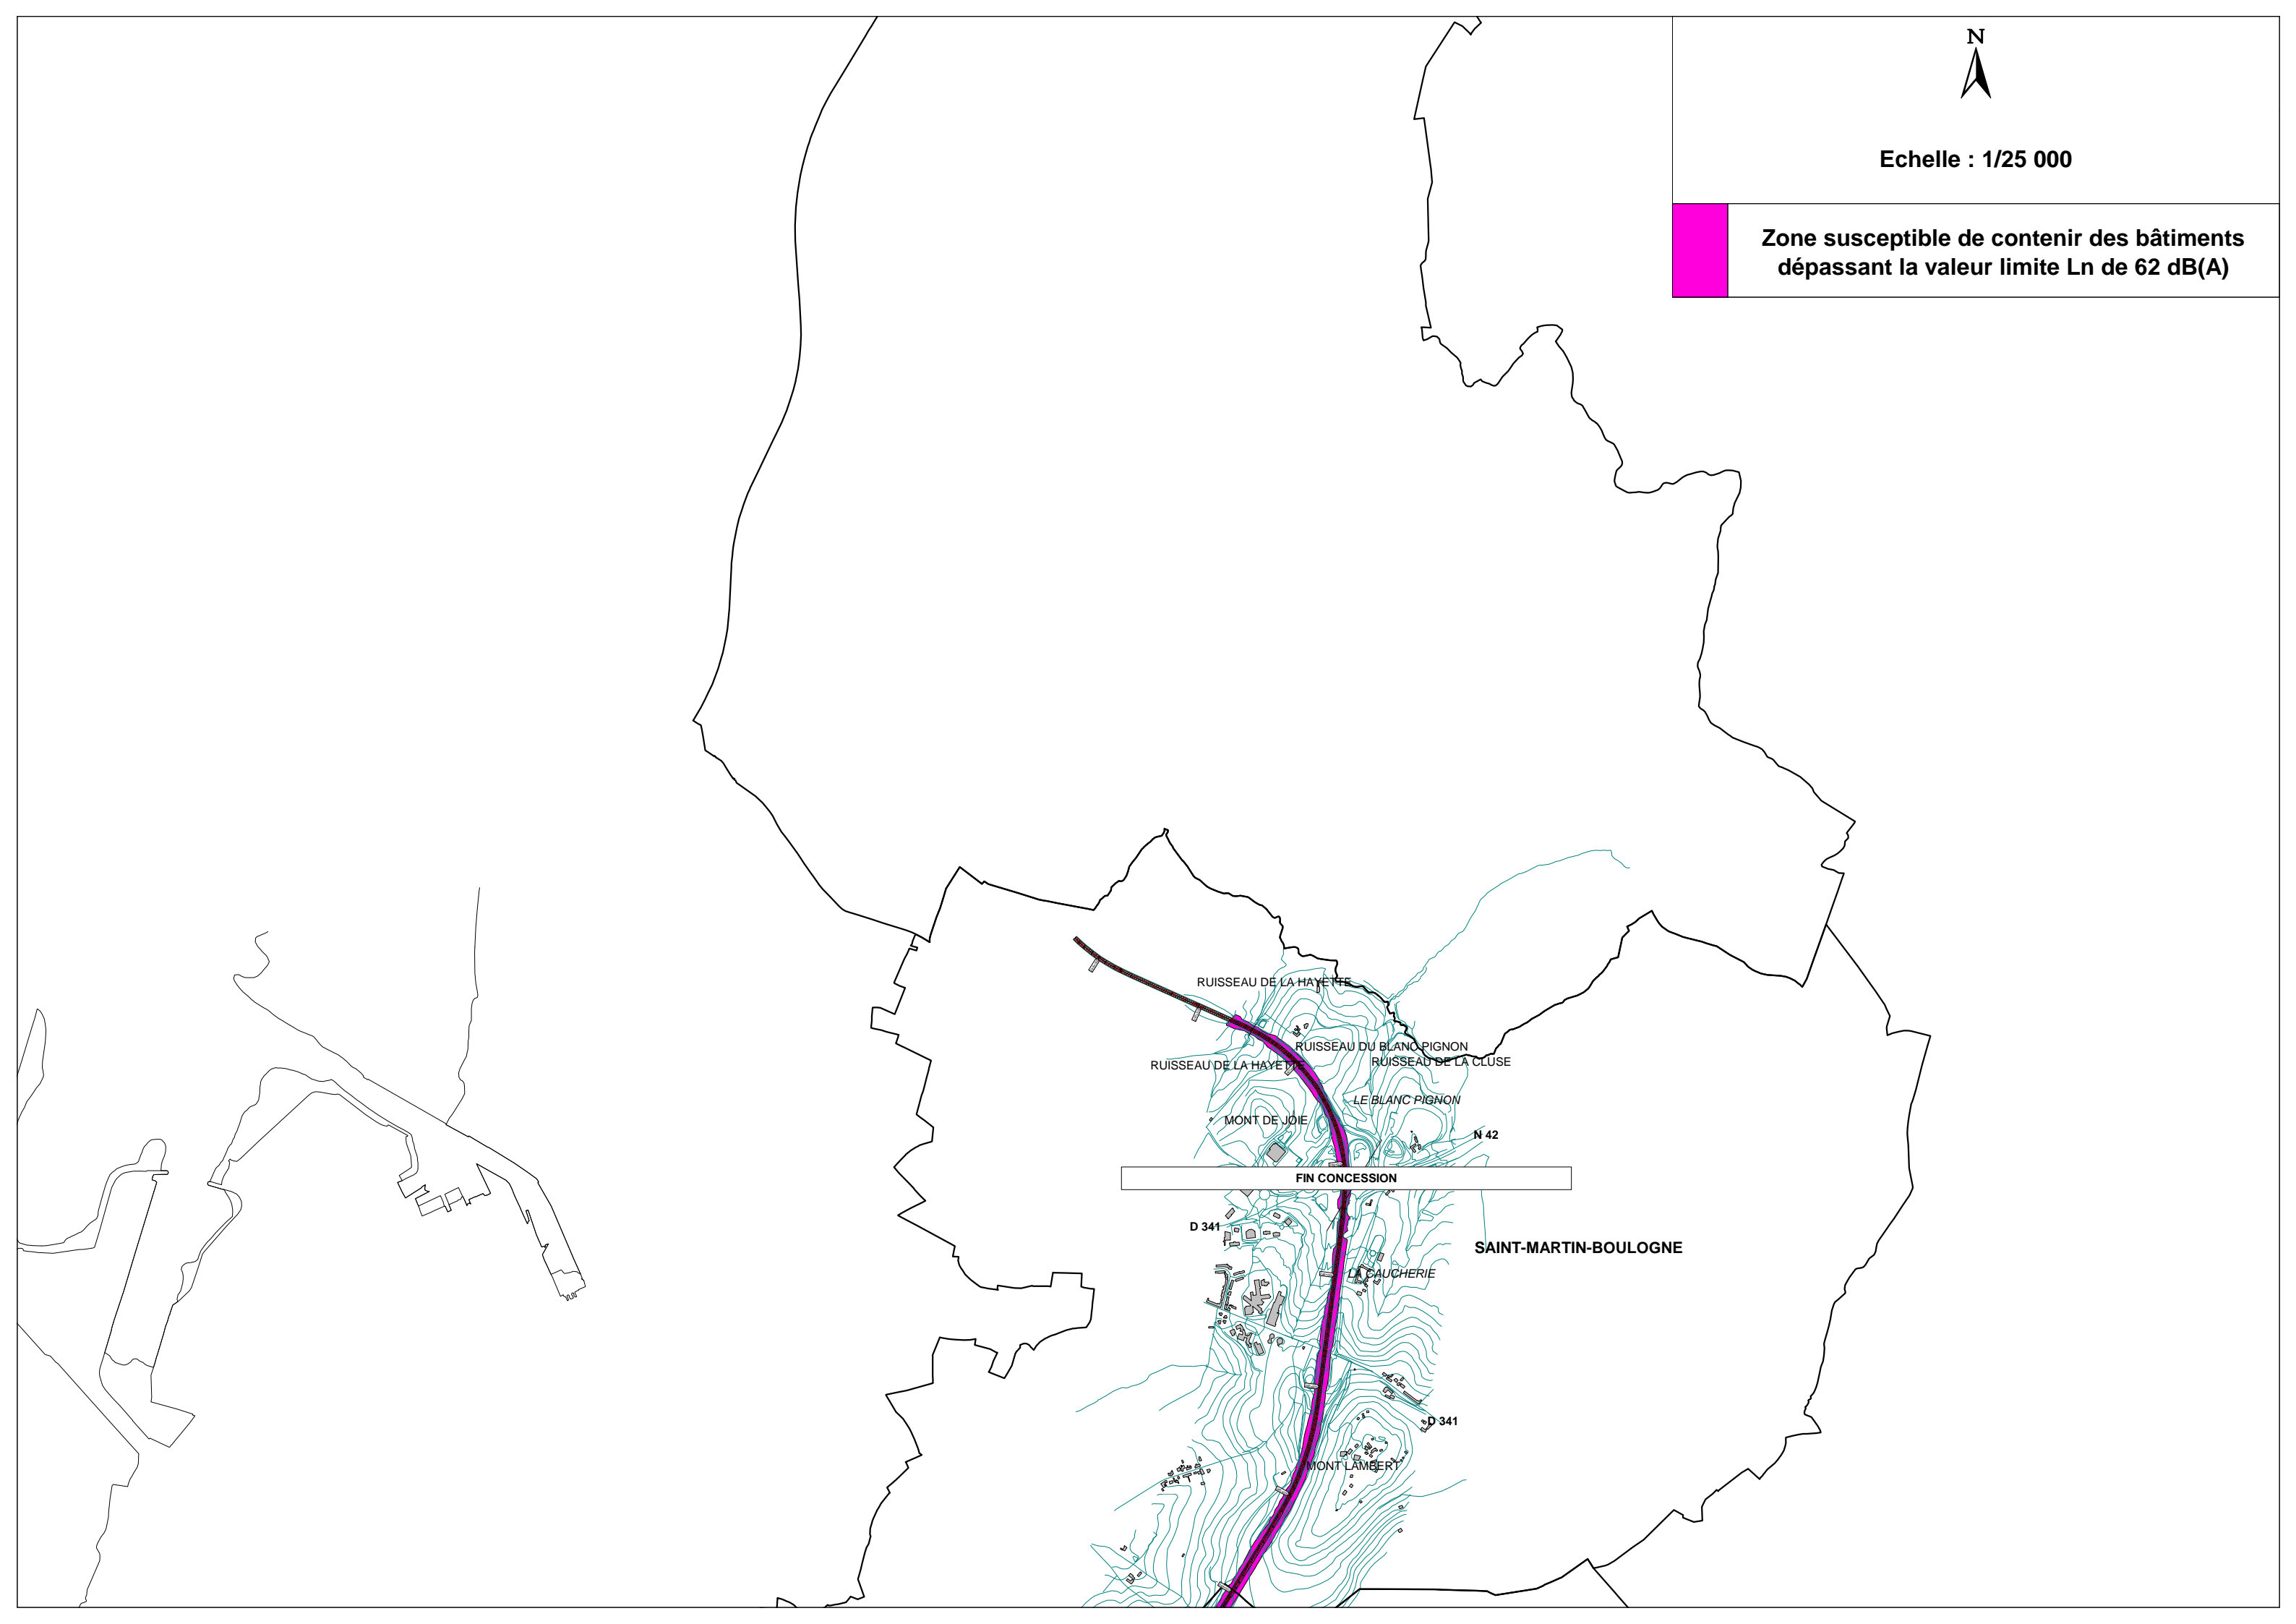 N
Echelle : 1/25 000
Zone susceptible de contenir des bâtiments
dépassant la valeur limite Ln de 62 dB(A)
RUISSEAU DE LA HAYETTE
RUISSEAU DU BLANC PIGNON
RUISSEAU DE LA HAYETTE
RUISSEAU DE LA CLUSE
LE BLANC PIGNON
MONT DE JOIE
N 42
FIN CONCESSION
D 341
SAINT-MARTIN-BOULOGNE
LA CAUCHERIE
D 341
MONT LAMBERT